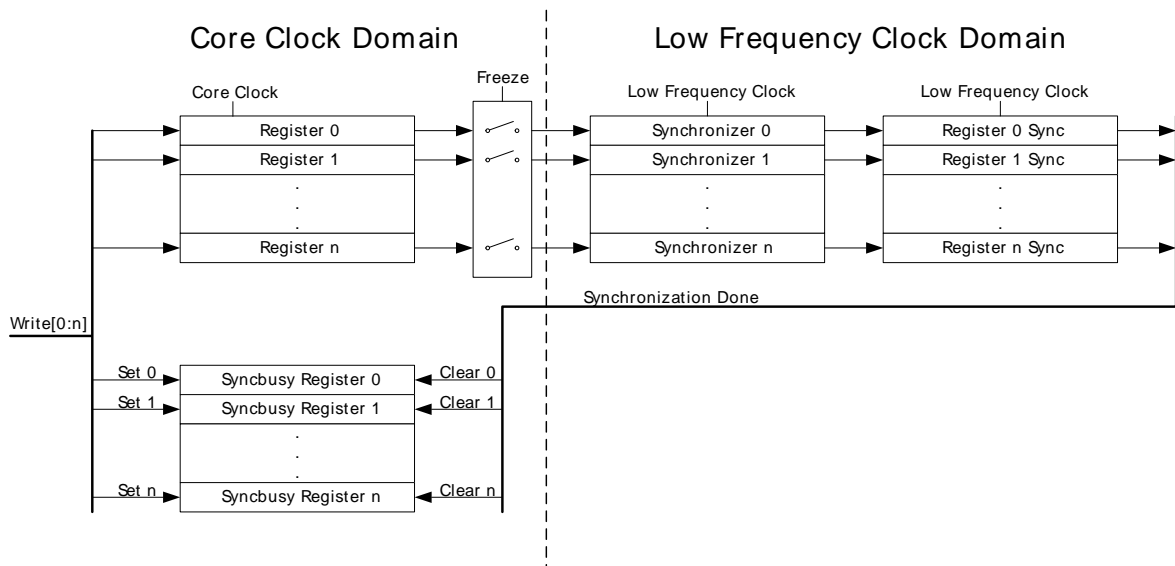 Core Clock Domain
Low Frequency Clock Domain
Freeze
Core Clock
Low Frequency Clock
Low Frequency Clock
Register 0
Synchronizer 0
Register 0 Sync
Register 1
Synchronizer 1
Register 1 Sync
.
.
.
.
.
.
.
.
.
Register n
Synchronizer n
Register n Sync
Synchronization Done
Write[0:n]
Set 0
Syncbusy Register 0
Clear 0
Set 1
Syncbusy Register 1
Clear 1
.
.
.
Set n
Syncbusy Register n
Clear n